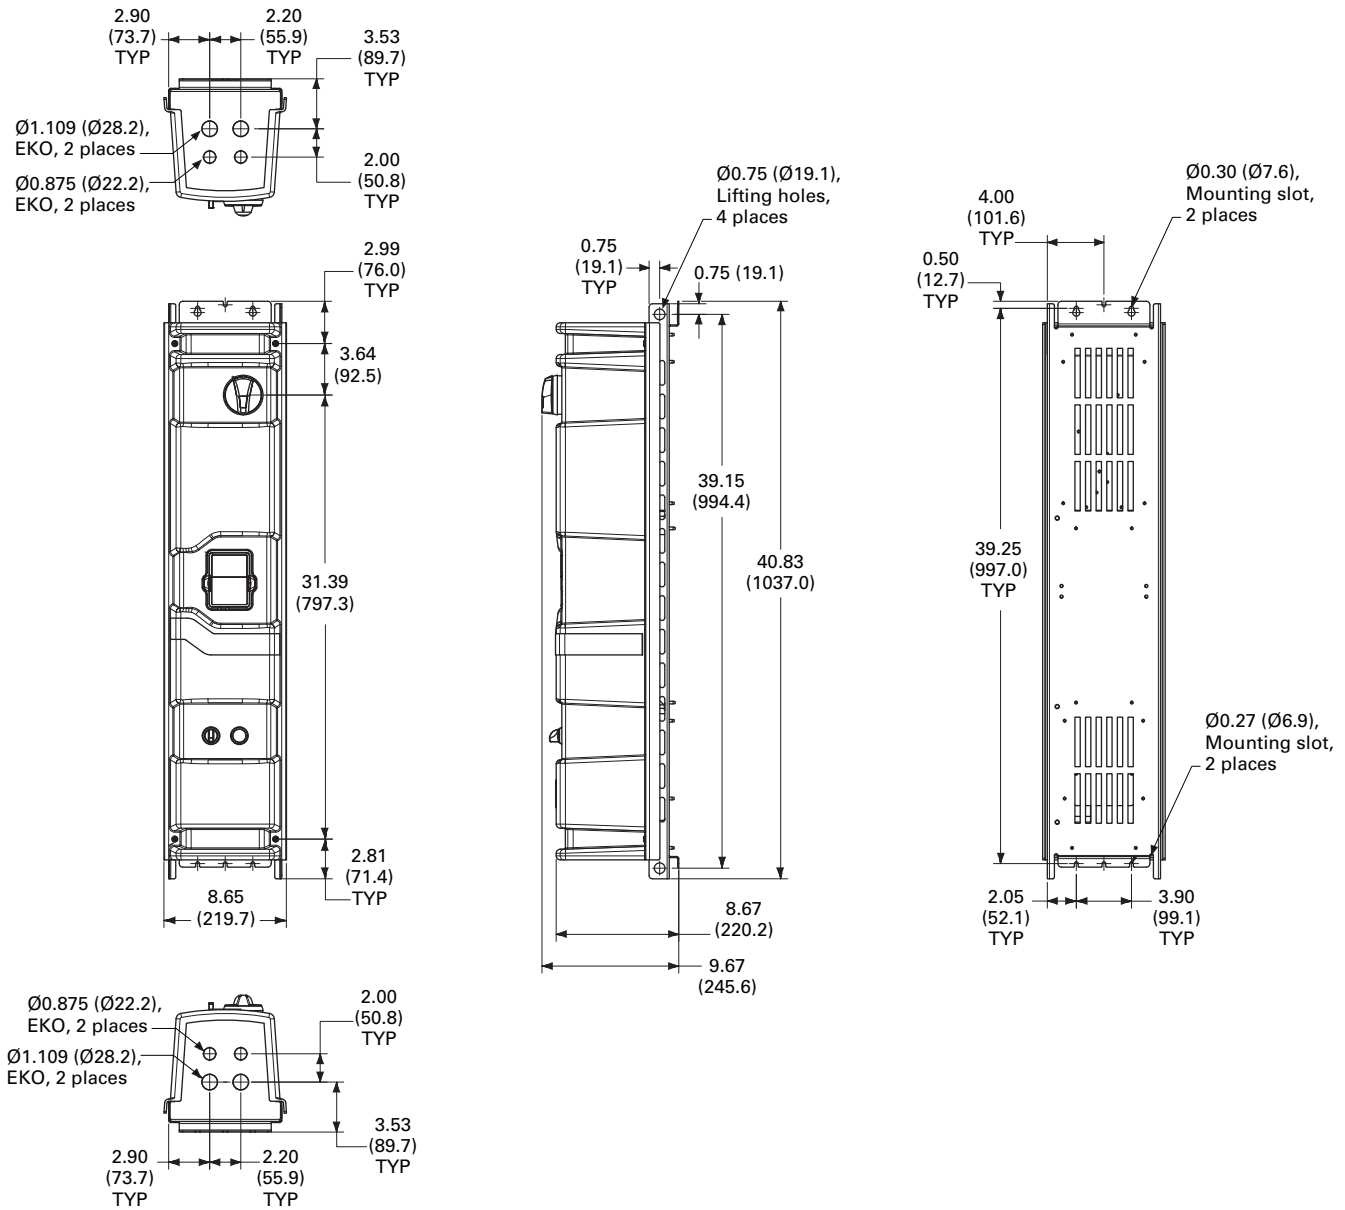 2.90
(73.7)
TYP
2.20
(55.9)
TYP
3.53
(89.7)
TYP
Ø1.109 (Ø28.2),
EKO, 2 places
Ø0.875 (Ø22.2),
EKO, 2 places
2.00
(50.8)
TYP
2.99
(76.0)
TYP
3.64
(92.5)
31.39
(797.3)
2.81
(71.4)
TYP
8.65
(219.7)
Ø0.875 (Ø22.2),
EKO, 2 places
Ø1.109 (Ø28.2),
EKO, 2 places
2.00
(50.8)
TYP
3.53
(89.7)
TYP
2.90
(73.7)
TYP
2.20
(55.9)
TYP
Ø0.75 (Ø19.1),
Lifting holes,
4 places
0.75
(19.1)
TYP
0.75 (19.1)
39.15
(994.4)
40.83
(1037.0)
8.67
(220.2)
9.67
(245.6)
Ø0.30 (Ø7.6),
Mounting slot,
2 places
4.00
(101.6)
TYP
0.50
(12.7)
TYP
39.25
(997.0)
TYP
Ø0.27 (Ø6.9),
Mounting slot,
2 places
2.05
(52.1)
TYP
3.90
(99.1)
TYP